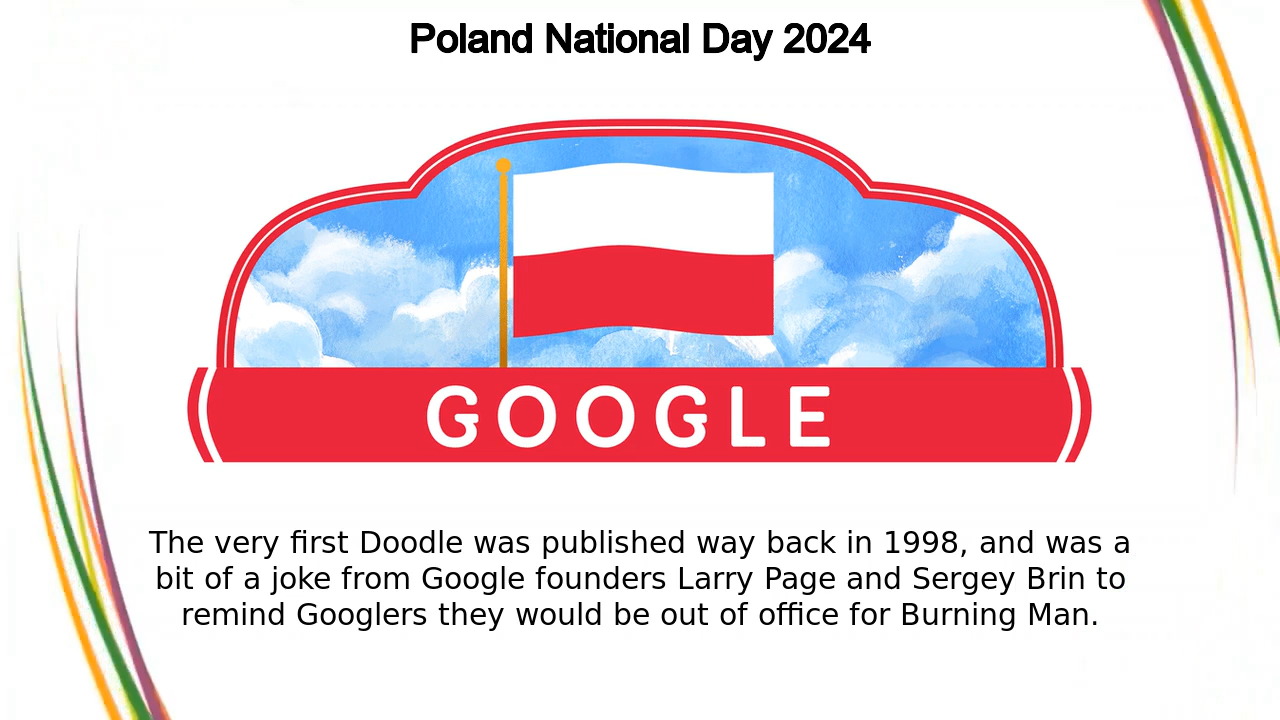 Poland National Day 2024
GOOGLE
The very first Doodle was published way back in 1998, and was a
bit of a joke from Google founders Larry Page and Sergey Brin to
remind Googlers they would be out of office for Burning Man.